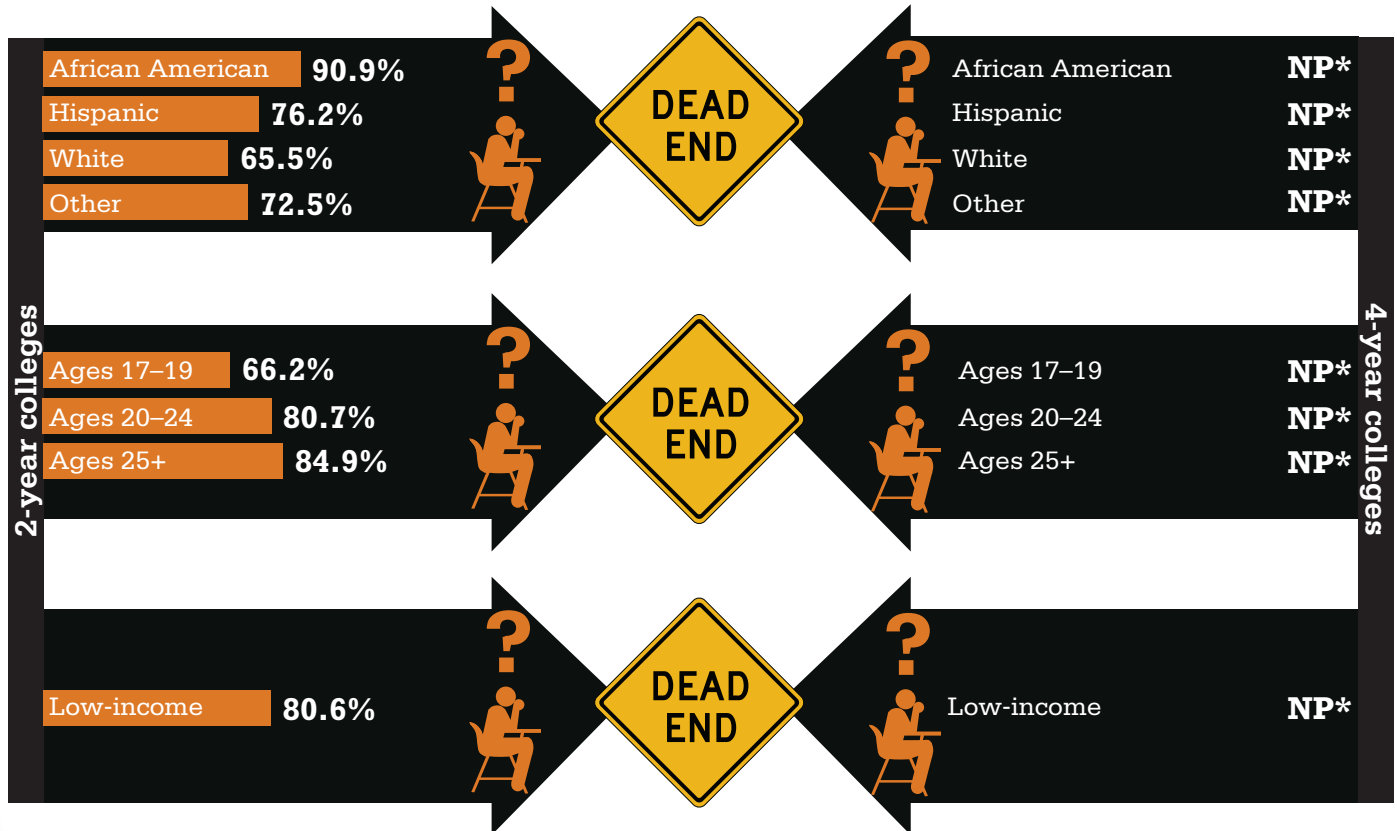 2-year colleges
African American 90.9%
Hispanic 76.2%
White 65.5%
Other 72.5%
?
DEAD
END
?
African American NP*
Hispanic NP*
White NP*
Other NP*
Ages 17–19 66.2%
Ages 20–24 80.7%
Ages 25+ 84.9%
?
DEAD
END
?
Ages 17–19 NP*
Ages 20–24 NP*
Ages 25+ NP*
Low-income 80.6%
?
DEAD
END
?
Low-income NP*
4-year colleges